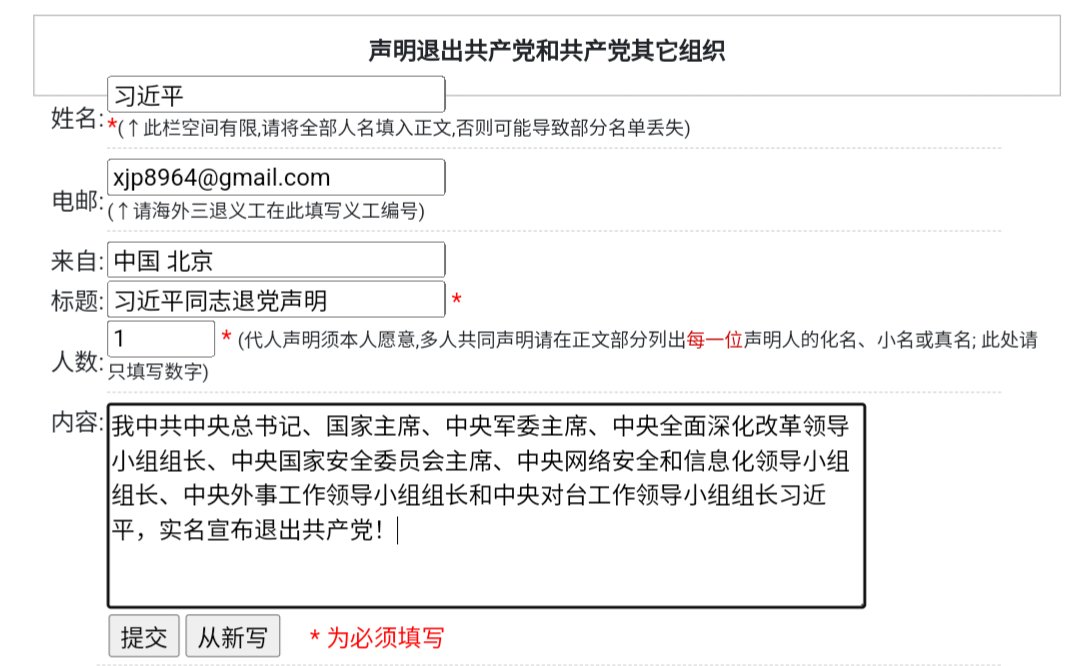 声明退出共产党和共产党其它组织
姓名: 习近平
*(↑此栏空间有限,请将全部人名填入正文,否则可能导致部分名单丢失)
电邮: xjp8964@gmail.com
(↑请海外三退义工在此填写义工编号)
来自: 中国 北京
标题: 习近平同志退党声明 *
人数: 1 * (代人声明须本人愿意,多人共同声明请在正文部分列出每一位声明人的化名、小名或真名; 此处请
只填写数字)
内容: 我中共中央总书记、国家主席、中央军委主席、中央全面深化改革领导
小组组长、中央国家安全委员会主席、中央网络安全和信息化领导小组
组长、中央外事工作领导小组组长和中央对台工作领导小组组长习近
平，实名宣布退出共产党！
提交 从新写 * 为必须填写